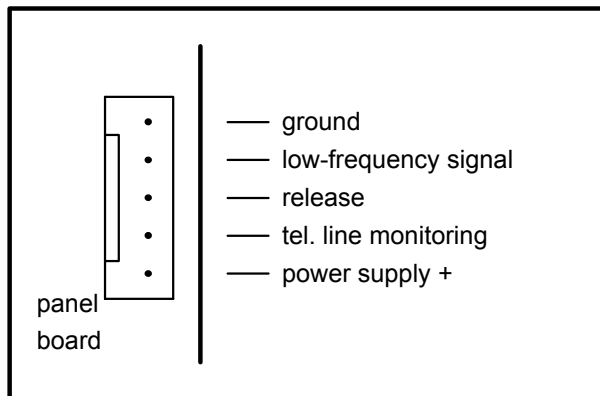 ground
low-frequency signal
release
tel. line monitoring
power supply +
panel
board